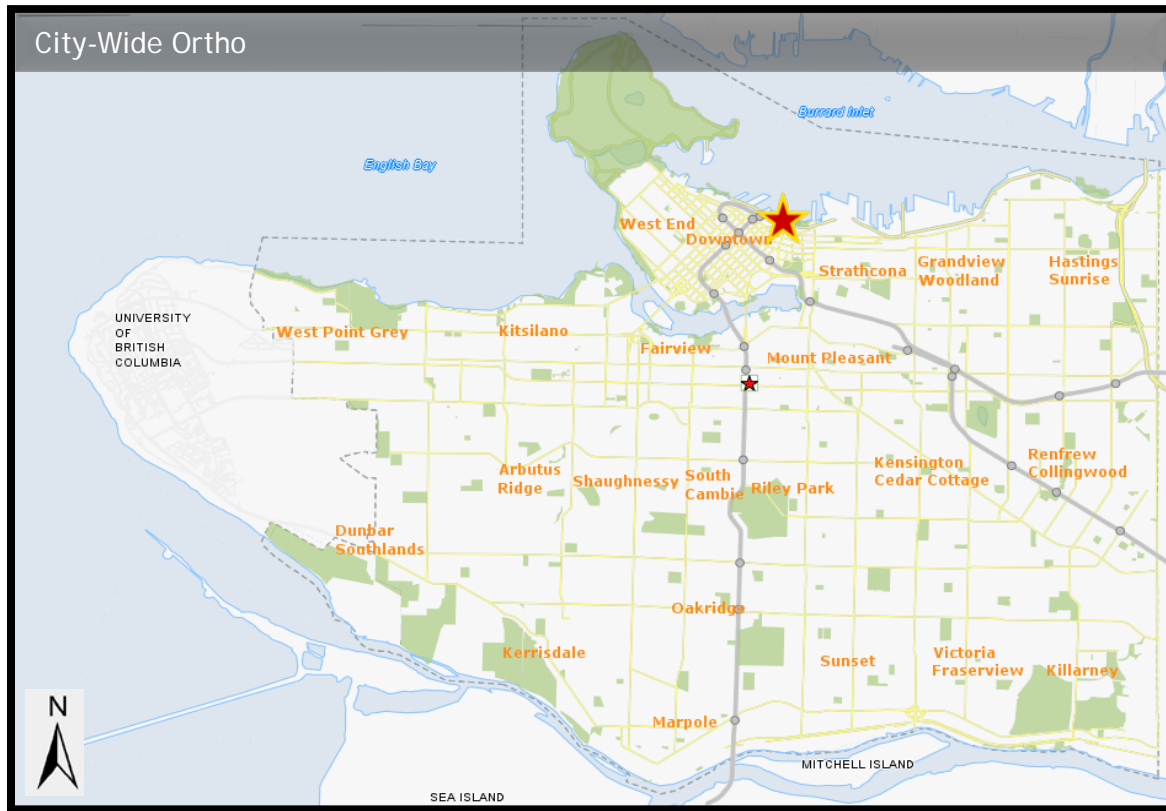 City-Wide Ortho
Burrard Inlet
English Bay
West End
Downtown
Strathcona
Grandview
Woodland
Hastings
Sunrise
UNIVERSITY
OF
BRITISH
COLUMBIA
West Point Grey
Kitsilano
Fairview
Mount Pleasant
Arbutus
Ridge
Shaughnessy
South
Cambie
Riley Park
Kensington
Cedar Cottage
Renfrew
Collingwood
Dunbar
Southlands
Oakridge
Kerrisdale
Sunset
Victoria
Fraserview
Killarney
N
Marpole
MITCHELL ISLAND
SEA ISLAND